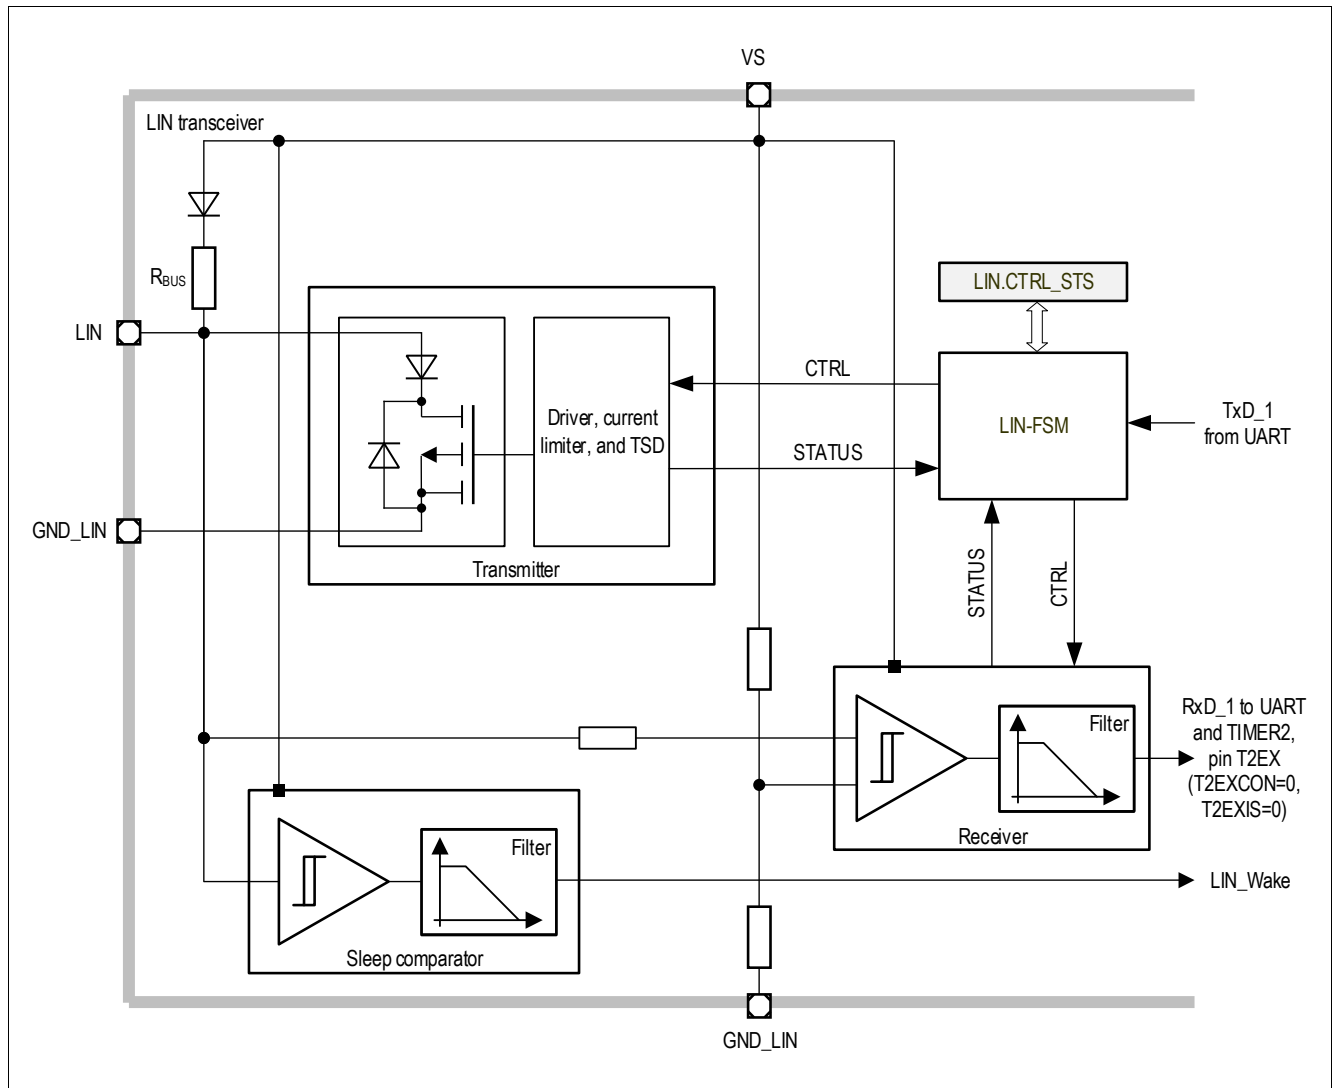 VS
LIN transceiver
LIN.CTRL_STS
RBUS
LIN
CTRL
TxD_1
from UART
LIN-FSM
Driver, current
limiter, and TSD
STATUS
GND_LIN
Transmitter
STATUS
CTRL
RxD_1 to UART
and TIMER2,
pin T2EX
(T2EXCON=0,
T2EXIS=0)
Filter
Receiver
Filter
LIN_Wake
Sleep comparator
GND_LIN